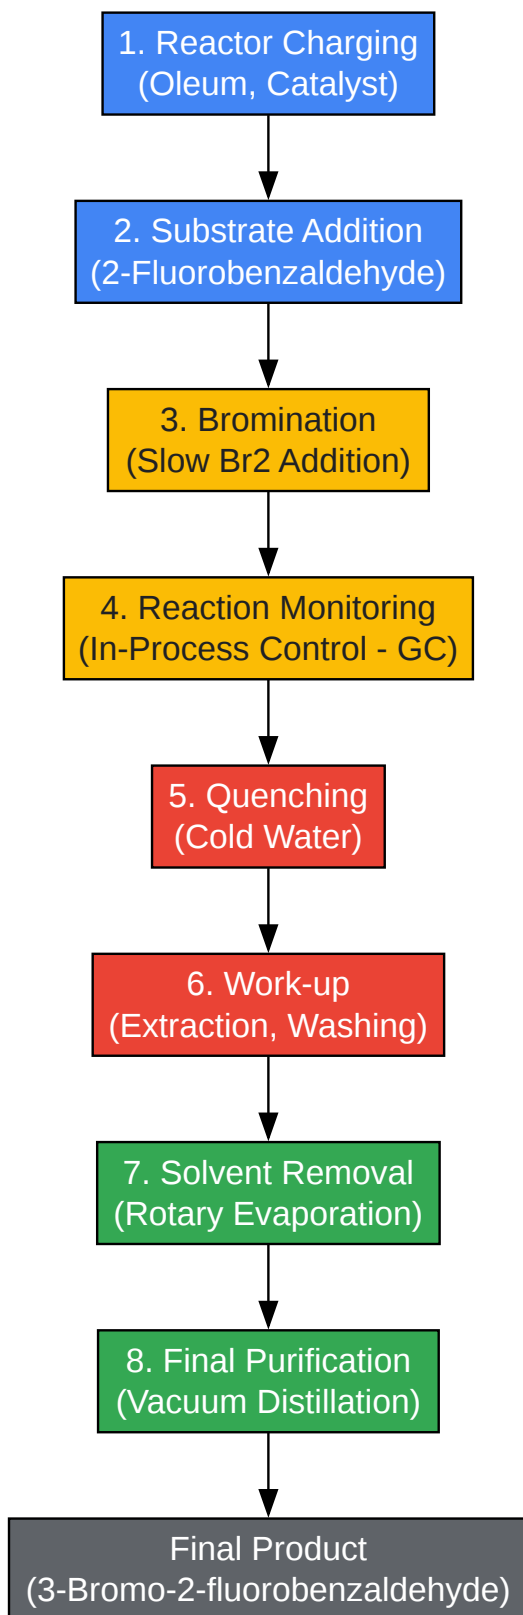 1. Reactor Charging
(Oleum, Catalyst)
2. Substrate Addition
(2-Fluorobenzaldehyde)
3. Bromination
(Slow Br2 Addition)
4. Reaction Monitoring
(In-Process Control - GC)
5. Quenching
(Cold Water)
6. Work-up
(Extraction, Washing)
7. Solvent Removal
(Rotary Evaporation)
8. Final Purification
(Vacuum Distillation)
Final Product
(3-Bromo-2-fluorobenzaldehyde)